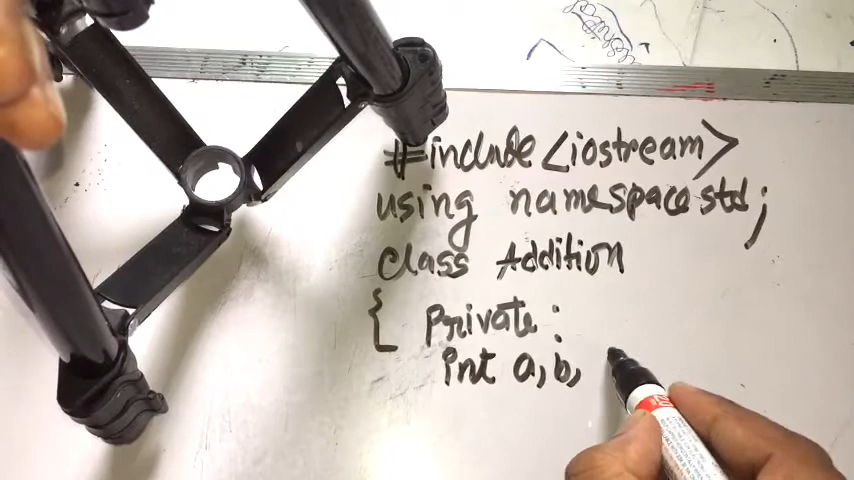 #include <iostream>
using namespace std;
class Addition
{ Private:
int a,b,